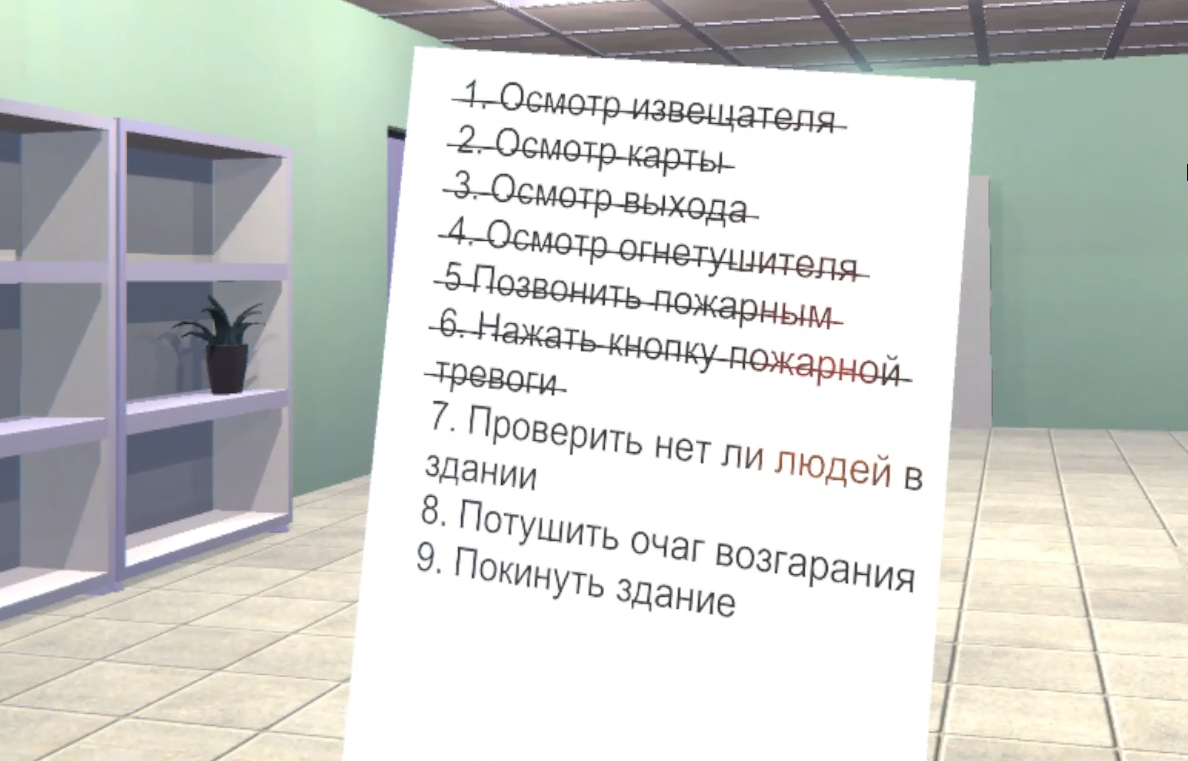 1. Осмотр извещателя
2. Осмотр карты
3. Осмотр выхода
4. Осмотр огнетушителя
5 Позвонить пожарным
6. Нажать кнопку пожарной
тревоги
7. Проверить нет ли людей в
здании
8. Потушить очаг возгарания
9. Покинуть здание